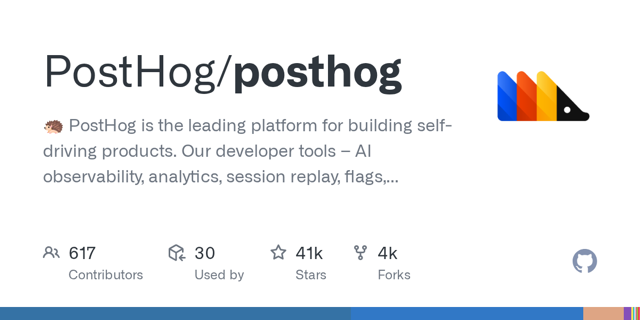 PostHog/posthog
🦔 PostHog is the leading platform for building self-
driving products. Our developer tools – AI
observability, analytics, session replay, flags,...
617
Contributors
30
Used by
41k
Stars
4k
Forks